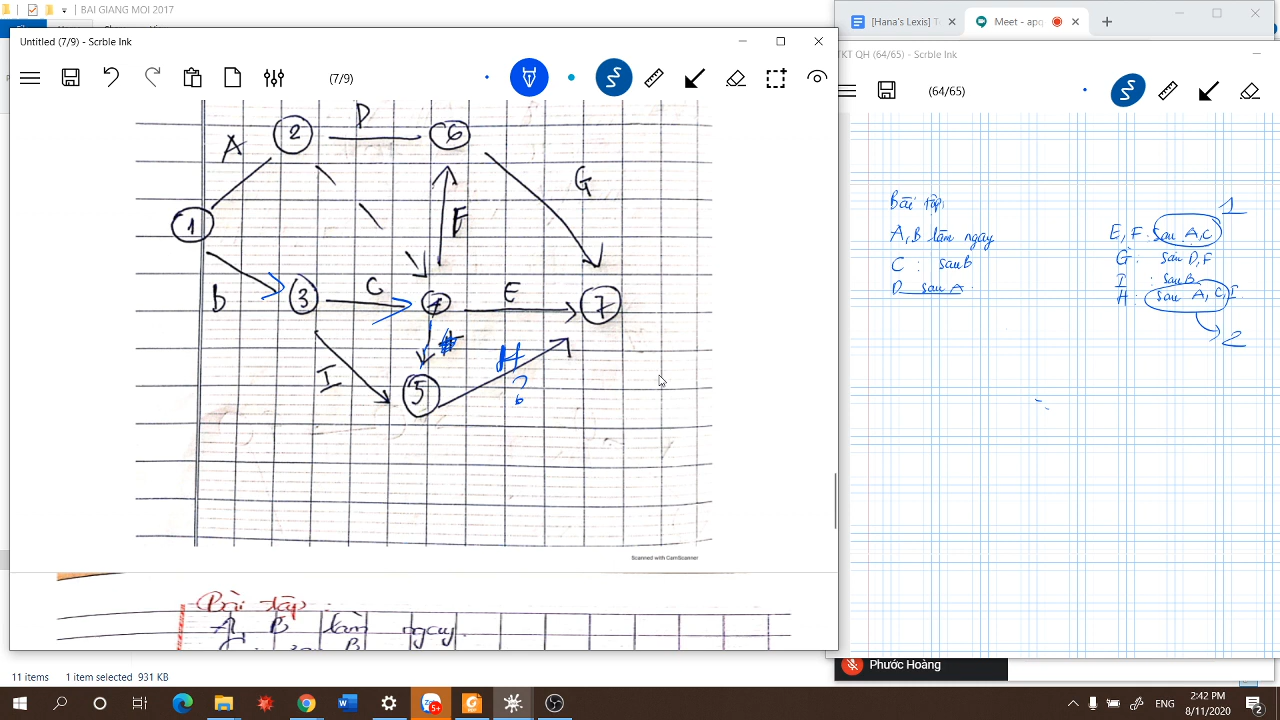 BAI GIANG MOI 2017
Untitled (7/9) - Scrble Ink
(7/9)
A
2
D
6
G
1
F
B
3
C
4
E
7
I
H
5
?
Scanned with CamScanner
Bài tập:
A, B làm ngay.
B
11 items 1 item selected 931 KB
[Hana's Lexis] T
Meet - apq
TKT QH (64/65) - Scrble Ink
(64/65)
Bài tập:
1
A, B làm ngay
E, F: sau A, C
C : sau B
G: sau D, F
D sau A.
I : sau B
H: sau A, C, I
2
Phước Hoàng
5+
ENG
2:42 PM
8/11/2020
2